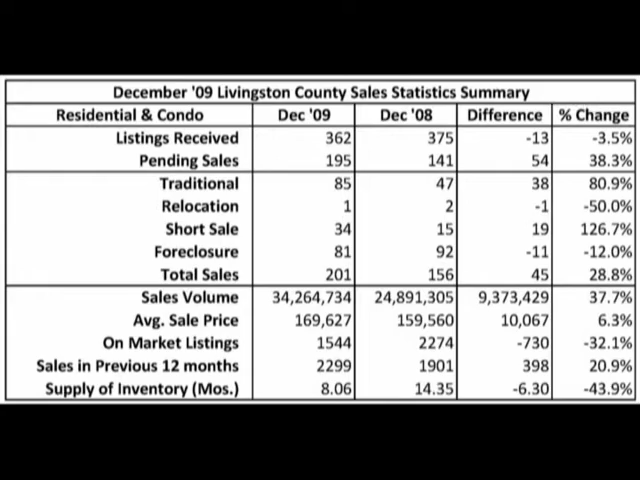 December '09 Livingston County Sales Statistics Summary
Residential & Condo Dec '09 Dec '08 Difference % Change
Listings Received 362 375 -13 -3.5%
Pending Sales 195 141 54 38.3%
Traditional 85 47 38 80.9%
Relocation 1 2 -1 -50.0%
Short Sale 34 15 19 126.7%
Foreclosure 81 92 -11 -12.0%
Total Sales 201 156 45 28.8%
Sales Volume 34,264,734 24,891,305 9,373,429 37.7%
Avg. Sale Price 169,627 159,560 10,067 6.3%
On Market Listings 1544 2274 -730 -32.1%
Sales in Previous 12 months 2299 1901 398 20.9%
Supply of Inventory (Mos.) 8.06 14.35 -6.30 -43.9%